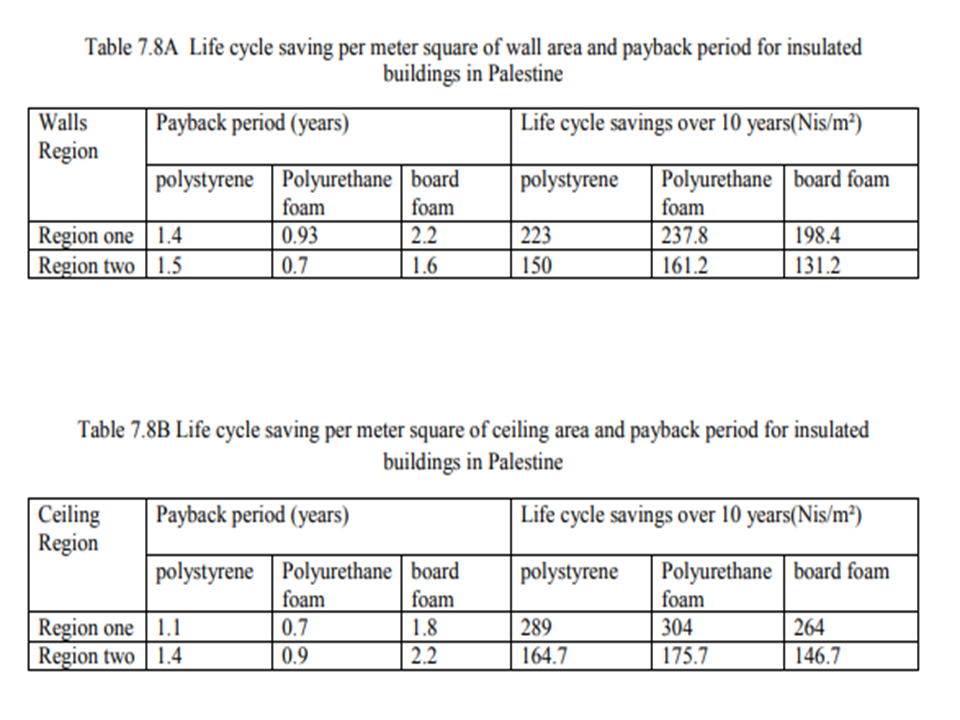 Table 7.8A Life cycle saving per meter square of wall area and payback period for insulated
buildings in Palestine
Walls Region | Payback period (years) | Life cycle savings over 10 years(Nis/m²)
polystyrene | Polyurethane foam | board foam | polystyrene | Polyurethane foam | board foam
Region one | 1.4 | 0.93 | 2.2 | 223 | 237.8 | 198.4
Region two | 1.5 | 0.7 | 1.6 | 150 | 161.2 | 131.2
Table 7.8B Life cycle saving per meter square of ceiling area and payback period for insulated
buildings in Palestine
Ceiling Region | Payback period (years) | Life cycle savings over 10 years(Nis/m²)
polystyrene | Polyurethane foam | board foam | polystyrene | Polyurethane foam | board foam
Region one | 1.1 | 0.7 | 1.8 | 289 | 304 | 264
Region two | 1.4 | 0.9 | 2.2 | 164.7 | 175.7 | 146.7